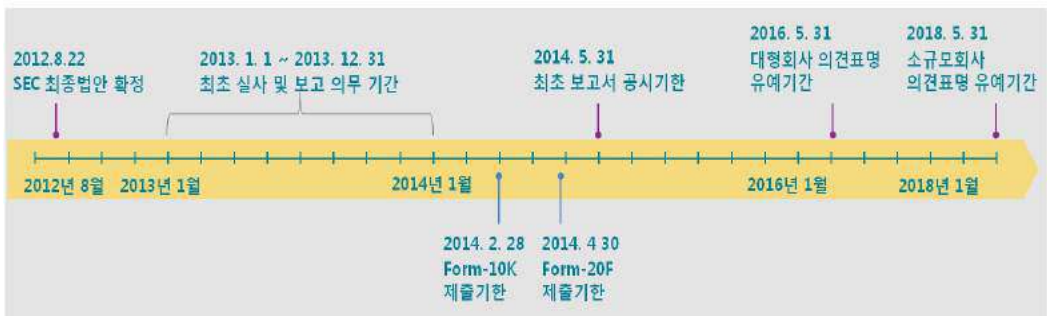 2012.8.22
SEC 최종법안 확정
2013. 1. 1 ~ 2013. 12. 31
최초 실사 및 보고 의무 기간
2014. 5. 31
최초 보고서 공시기한
2016. 5. 31
대형회사 의견표명
유예기간
2018. 5. 31
소규모회사
의견표명 유예기간
2012년 8월
2013년 1월
2014년 1월
2016년 1월
2018년 1월
2014. 2. 28
Form-10K
제출기한
2014. 4 30
Form-20F
제출기한